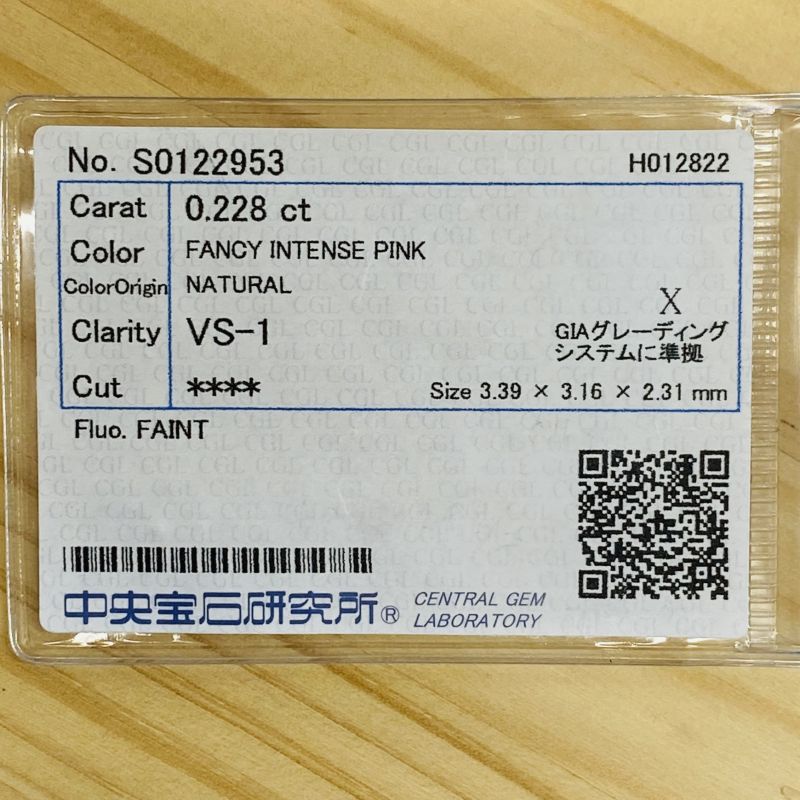 No. S0122953
H012822
Carat 0.228 ct
Color FANCY INTENSE PINK
ColorOrigin NATURAL
X
Clarity VS-1
GIAグレーディング
システムに準拠
Cut ****
Size 3.39 × 3.16 × 2.31 mm
Fluo. FAINT
中央宝石研究所®
CENTRAL GEM
LABORATORY